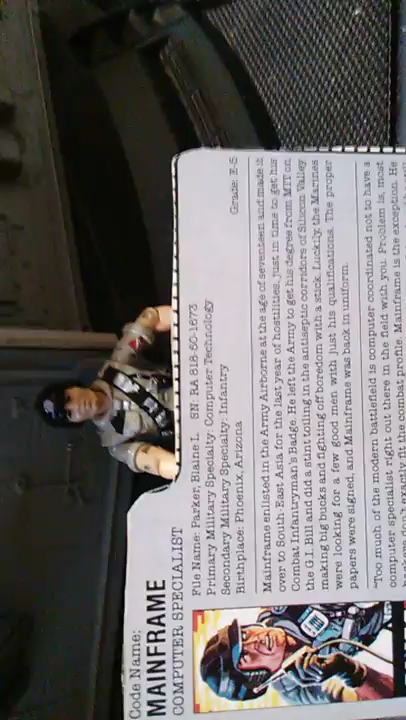 Code Name:
MAINFRAME
COMPUTER SPECIALIST
File Name: Parker, Blaine L. SN: RA 318-50-1673
Primary Military Specialty: Computer Technology
Secondary Military Specialty: Infantry
Birthplace: Phoenix, Arizona Grade: E-5
Mainframe enlisted in the Army Airborne at the age of seventeen and made it
over to South East Asia for the last year of hostilities, just in time to get his
Combat Infantryman's Badge. He left the Army to get his degree from MIT on
the G.I. Bill and did a stint toiling in the antiseptic corridors of Silicon Valley
making big bucks and fighting off boredom with a stick. Luckily, the Marines
were looking for a few good men with just his qualifications. The proper
papers were signed, and Mainframe was back in uniform.
"Too much of the modern battlefield is computer coordinated not to have a
computer specialist right out there in the field with you. Problem is, most
hackers don't exactly fit the combat profile. Mainframe is the exception. He